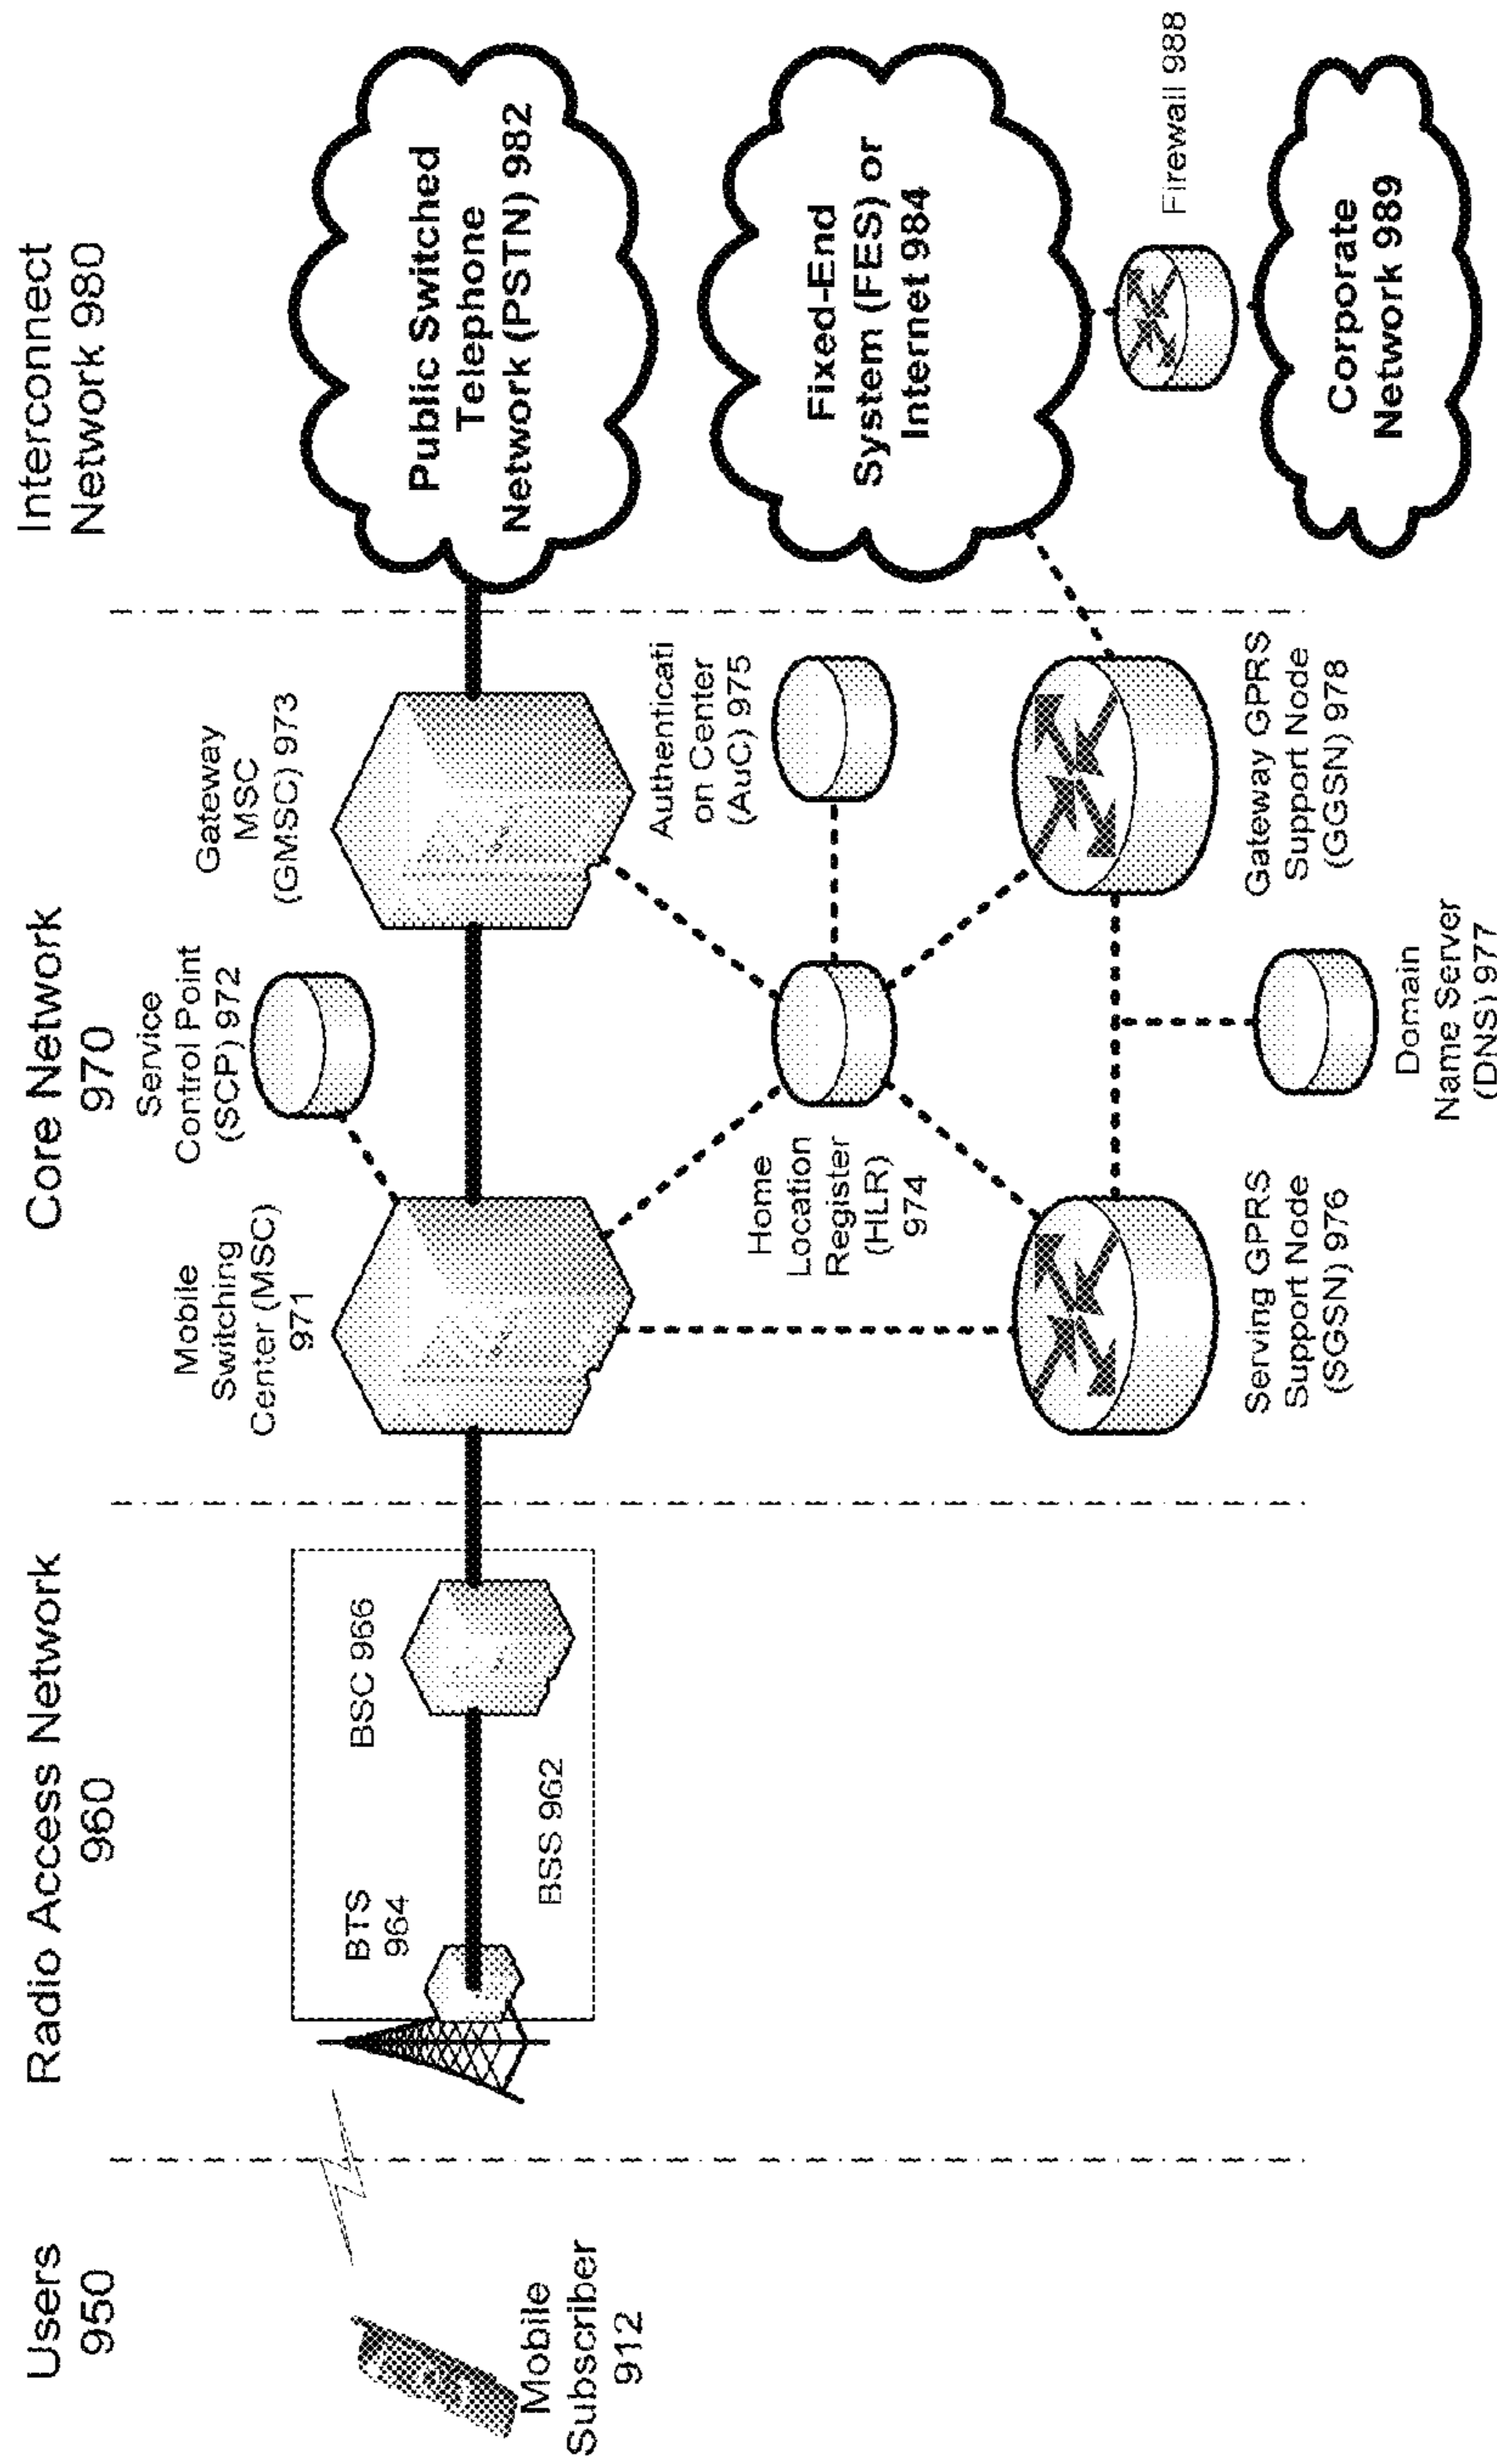 Users
950
Radio Access Network
960
Core Network
970
Interconnect
Network 980
Mobile
Subscriber
912
BTS
964
BSC 966
BSS 962
Mobile
Switching
Center (MSC)
971
Service
Control Point
(SCP) 972
Gateway
MSC
(GMSC) 973
Home
Location
Register
(HLR)
974
Authenticati
on Center
(AuC) 975
Serving GPRS
Support Node
(SGSN) 976
Domain
Name Server
(DNS) 977
Gateway GPRS
Support Node
(GGSN) 978
Public Switched
Telephone
Network (PSTN) 982
Fixed-End
System (FES) or
Internet 984
Firewall 988
Corporate
Network 989